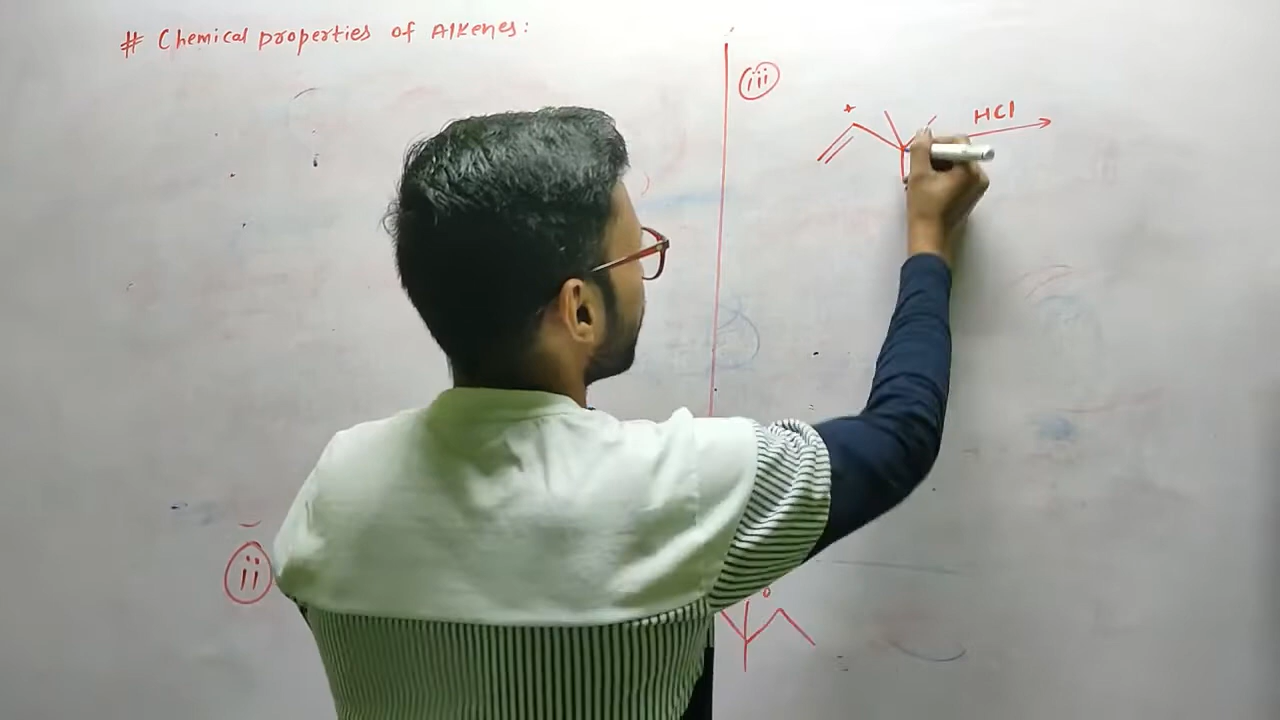 # Chemical properties of Alkenes:
iii
+
HCl
ii